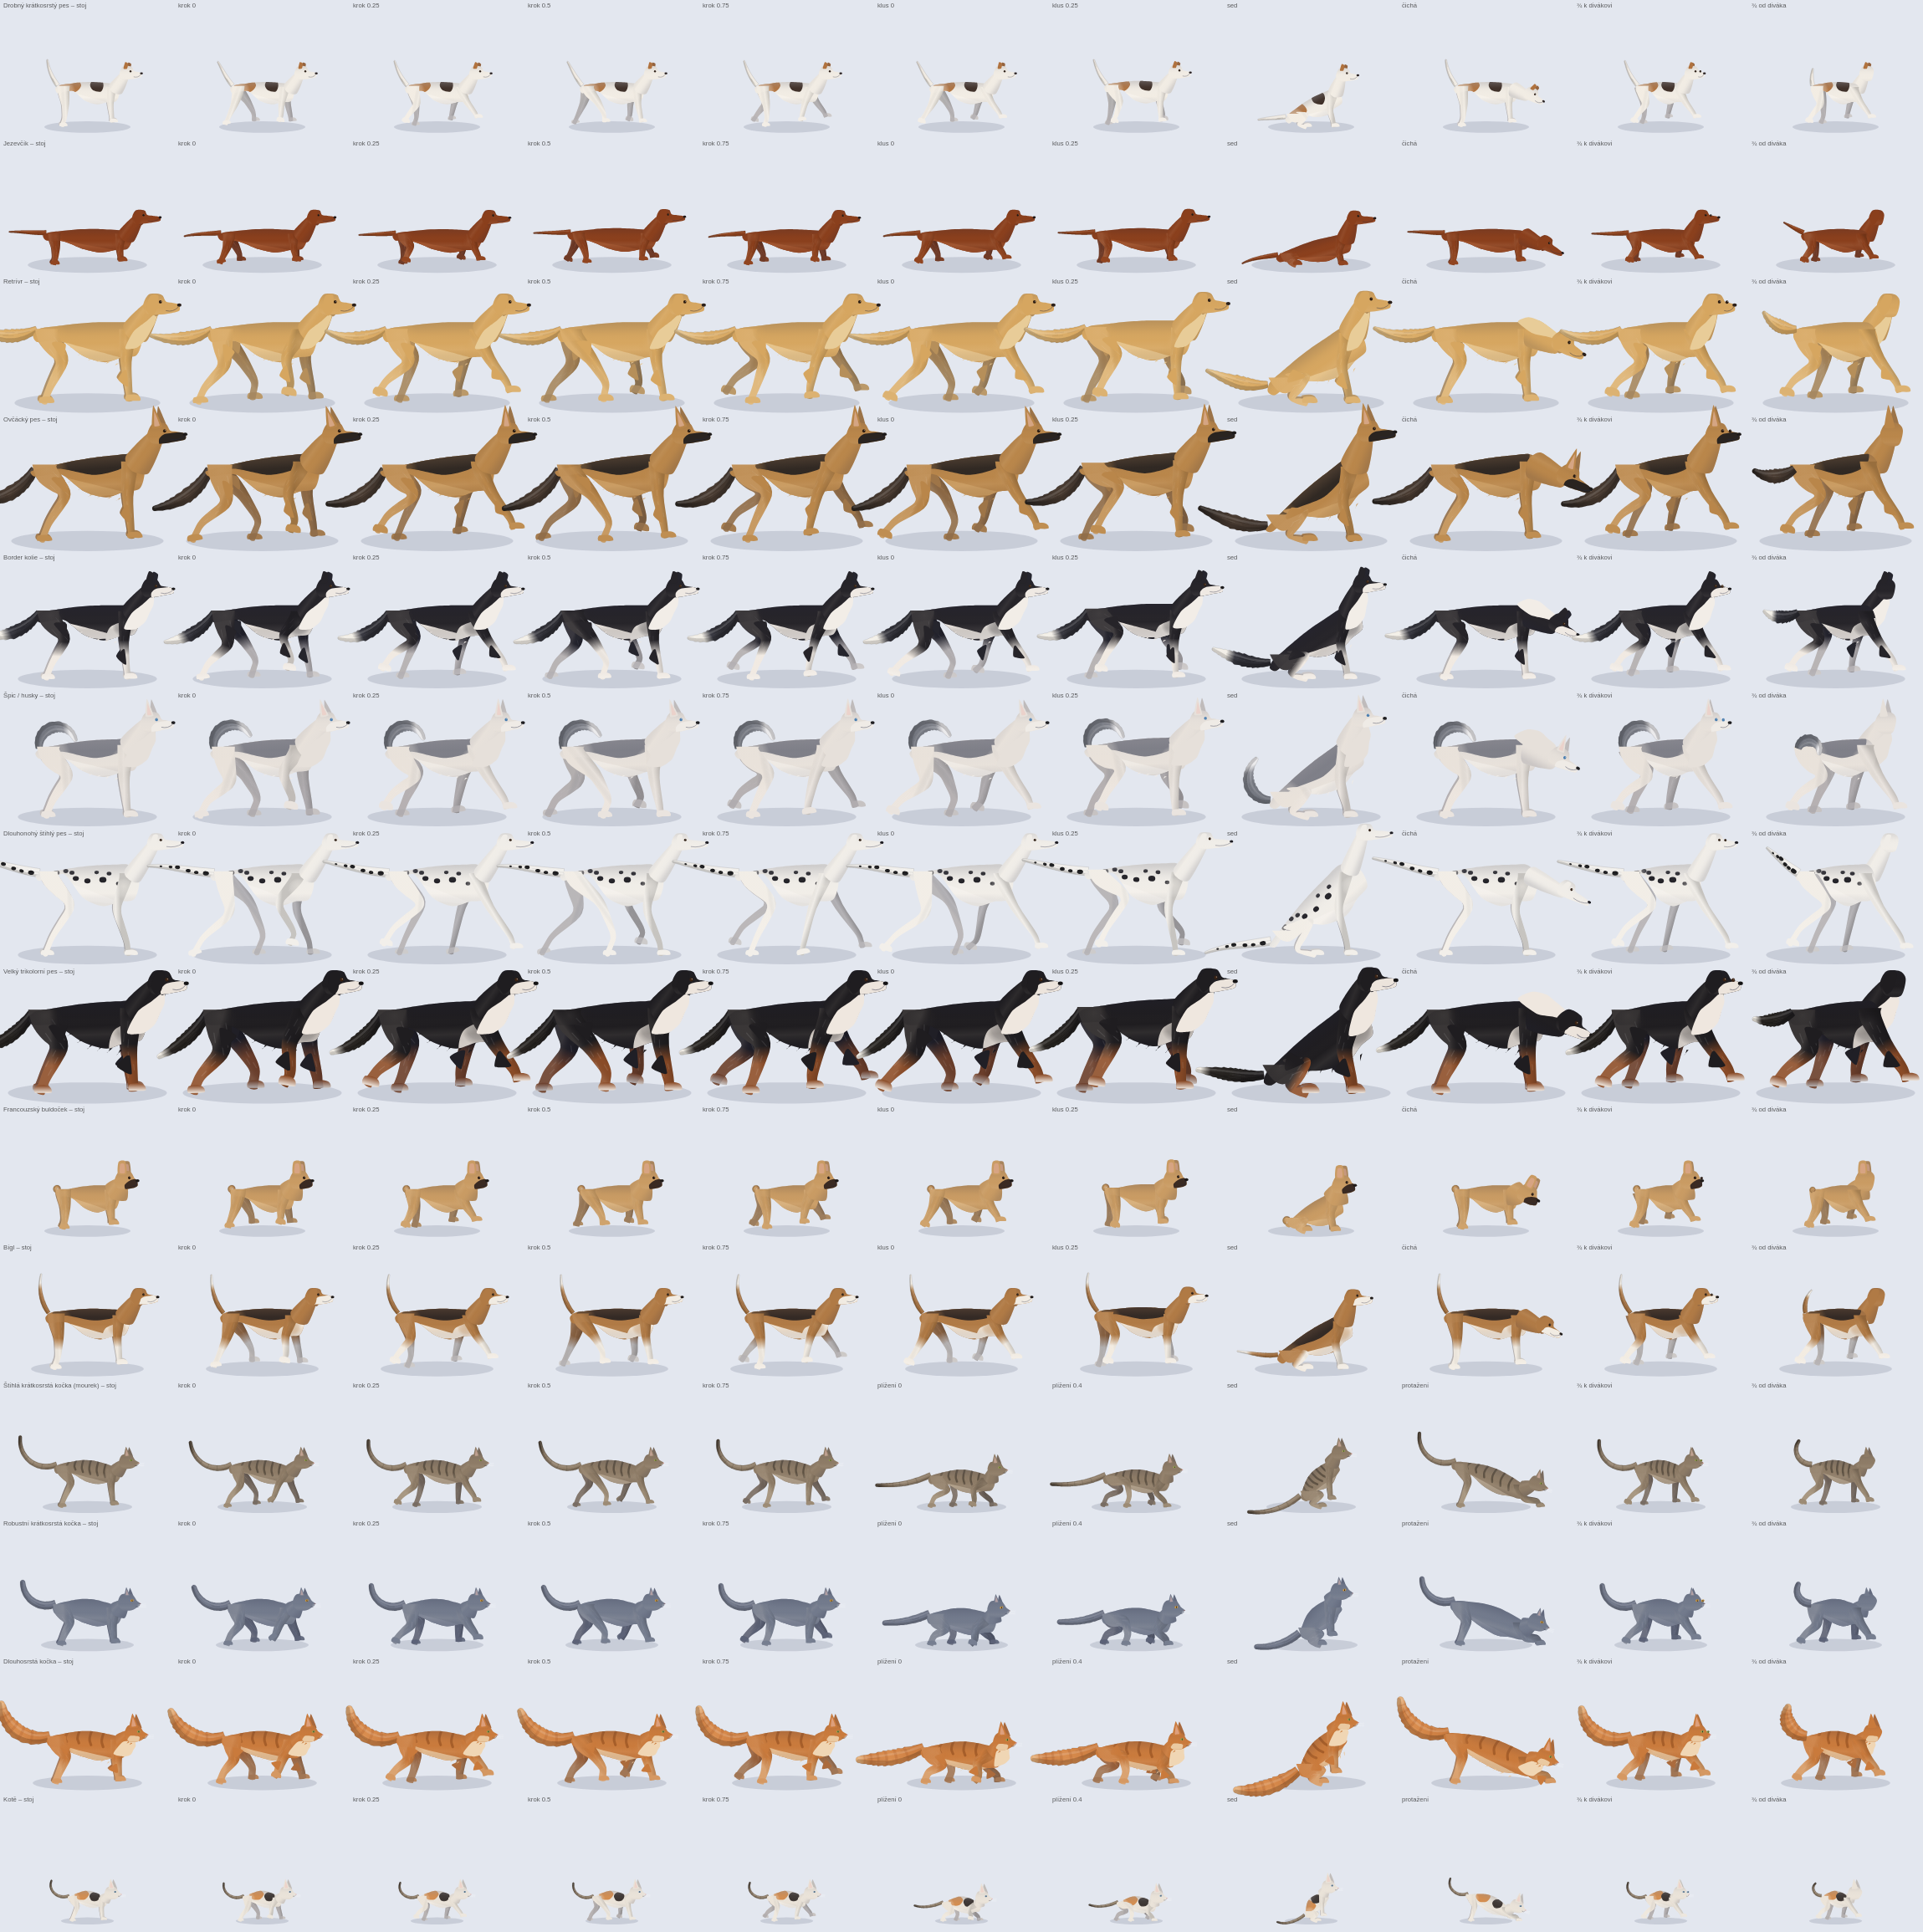 Drobný krátkosrstý pes – stoj krok 0 krok 0.25 krok 0.5 krok 0.75 klus 0 klus 0.25 sed čichá ¾ k divákovi ¾ od diváka
Jezevčík – stoj krok 0 krok 0.25 krok 0.5 krok 0.75 klus 0 klus 0.25 sed čichá ¾ k divákovi ¾ od diváka
Retrívr – stoj krok 0 krok 0.25 krok 0.5 krok 0.75 klus 0 klus 0.25 sed čichá ¾ k divákovi ¾ od diváka
Ovčácký pes – stoj krok 0 krok 0.25 krok 0.5 krok 0.75 klus 0 klus 0.25 sed čichá ¾ k divákovi ¾ od diváka
Border kolie – stoj krok 0 krok 0.25 krok 0.5 krok 0.75 klus 0 klus 0.25 sed čichá ¾ k divákovi ¾ od diváka
Špic / husky – stoj krok 0 krok 0.25 krok 0.5 krok 0.75 klus 0 klus 0.25 sed čichá ¾ k divákovi ¾ od diváka
Dlouhonohý štíhlý pes – stoj krok 0 krok 0.25 krok 0.5 krok 0.75 klus 0 klus 0.25 sed čichá ¾ k divákovi ¾ od diváka
Velký trikolorní pes – stoj krok 0 krok 0.25 krok 0.5 krok 0.75 klus 0 klus 0.25 sed čichá ¾ k divákovi ¾ od diváka
Francouzský buldoček – stoj krok 0 krok 0.25 krok 0.5 krok 0.75 klus 0 klus 0.25 sed čichá ¾ k divákovi ¾ od diváka
Bígl – stoj krok 0 krok 0.25 krok 0.5 krok 0.75 klus 0 klus 0.25 sed čichá ¾ k divákovi ¾ od diváka
Štíhlá krátkosrstá kočka (mourek) – stoj krok 0 krok 0.25 krok 0.5 krok 0.75 plížení 0 plížení 0.4 sed protažení ¾ k divákovi ¾ od diváka
Robustní krátkosrstá kočka – stoj krok 0 krok 0.25 krok 0.5 krok 0.75 plížení 0 plížení 0.4 sed protažení ¾ k divákovi ¾ od diváka
Dlouhosrstá kočka – stoj krok 0 krok 0.25 krok 0.5 krok 0.75 plížení 0 plížení 0.4 sed protažení ¾ k divákovi ¾ od diváka
Kotě – stoj krok 0 krok 0.25 krok 0.5 krok 0.75 plížení 0 plížení 0.4 sed protažení ¾ k divákovi ¾ od diváka